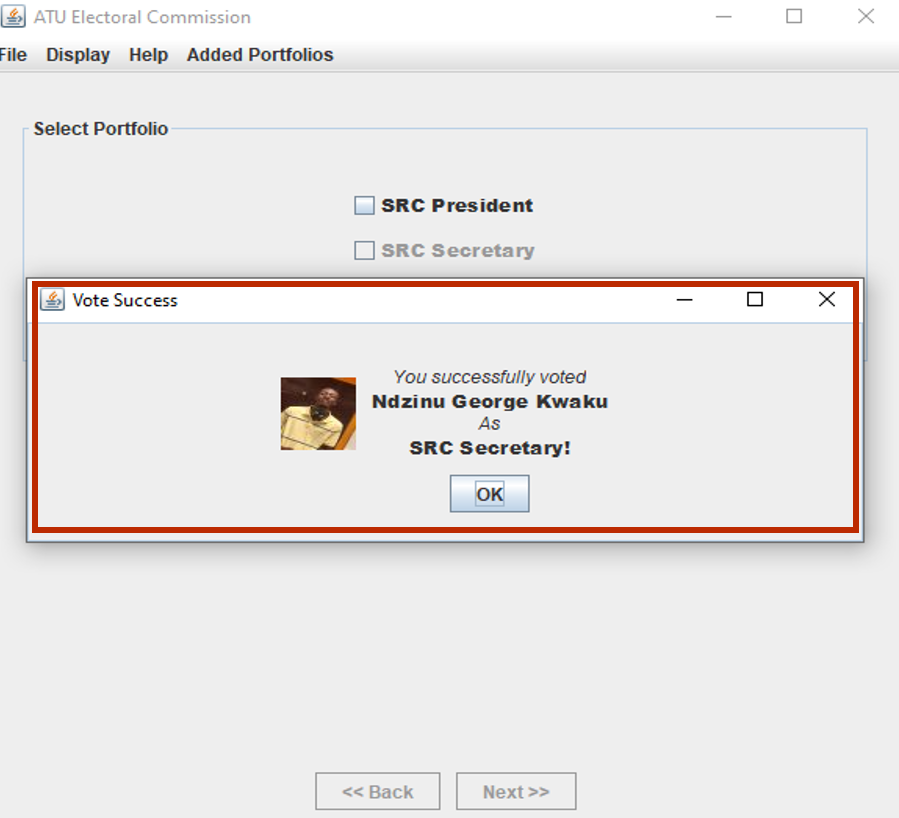 ATU Electoral Commission
File Display Help Added Portfolios
Select Portfolio
SRC President
SRC Secretary
Vote Success
You successfully voted
Ndzinu George Kwaku
As
SRC Secretary!
OK
<< Back Next >>